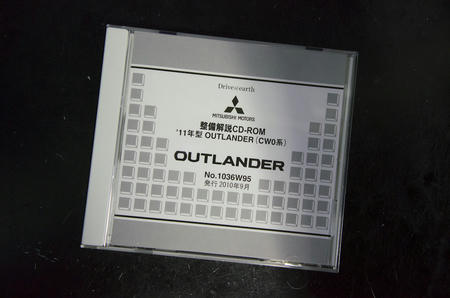 Drive@earth
MITSUBISHI MOTORS
整備解説CD-ROM
'11年型 OUTLANDER（CW0系）
OUTLANDER
No.1036W95
発行 2010年9月